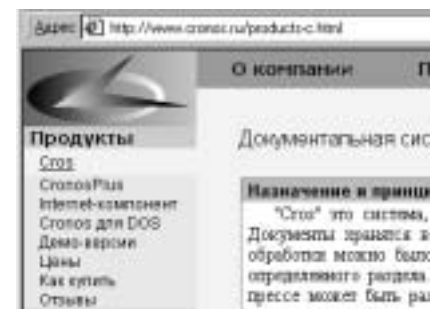 Адрес http://www.cronos.ru/products-c.html
О компании П
Продукты
Cros
CronosPlus
Internet-компонент
Cronos для DOS
Демо-версии
Цены
Как купить
Отзывы
Документальная сис
Назначение и принци
"Cros" это система,
Документы хранятся в
обработки можно было
определенного раздела.
прессе может быть раз